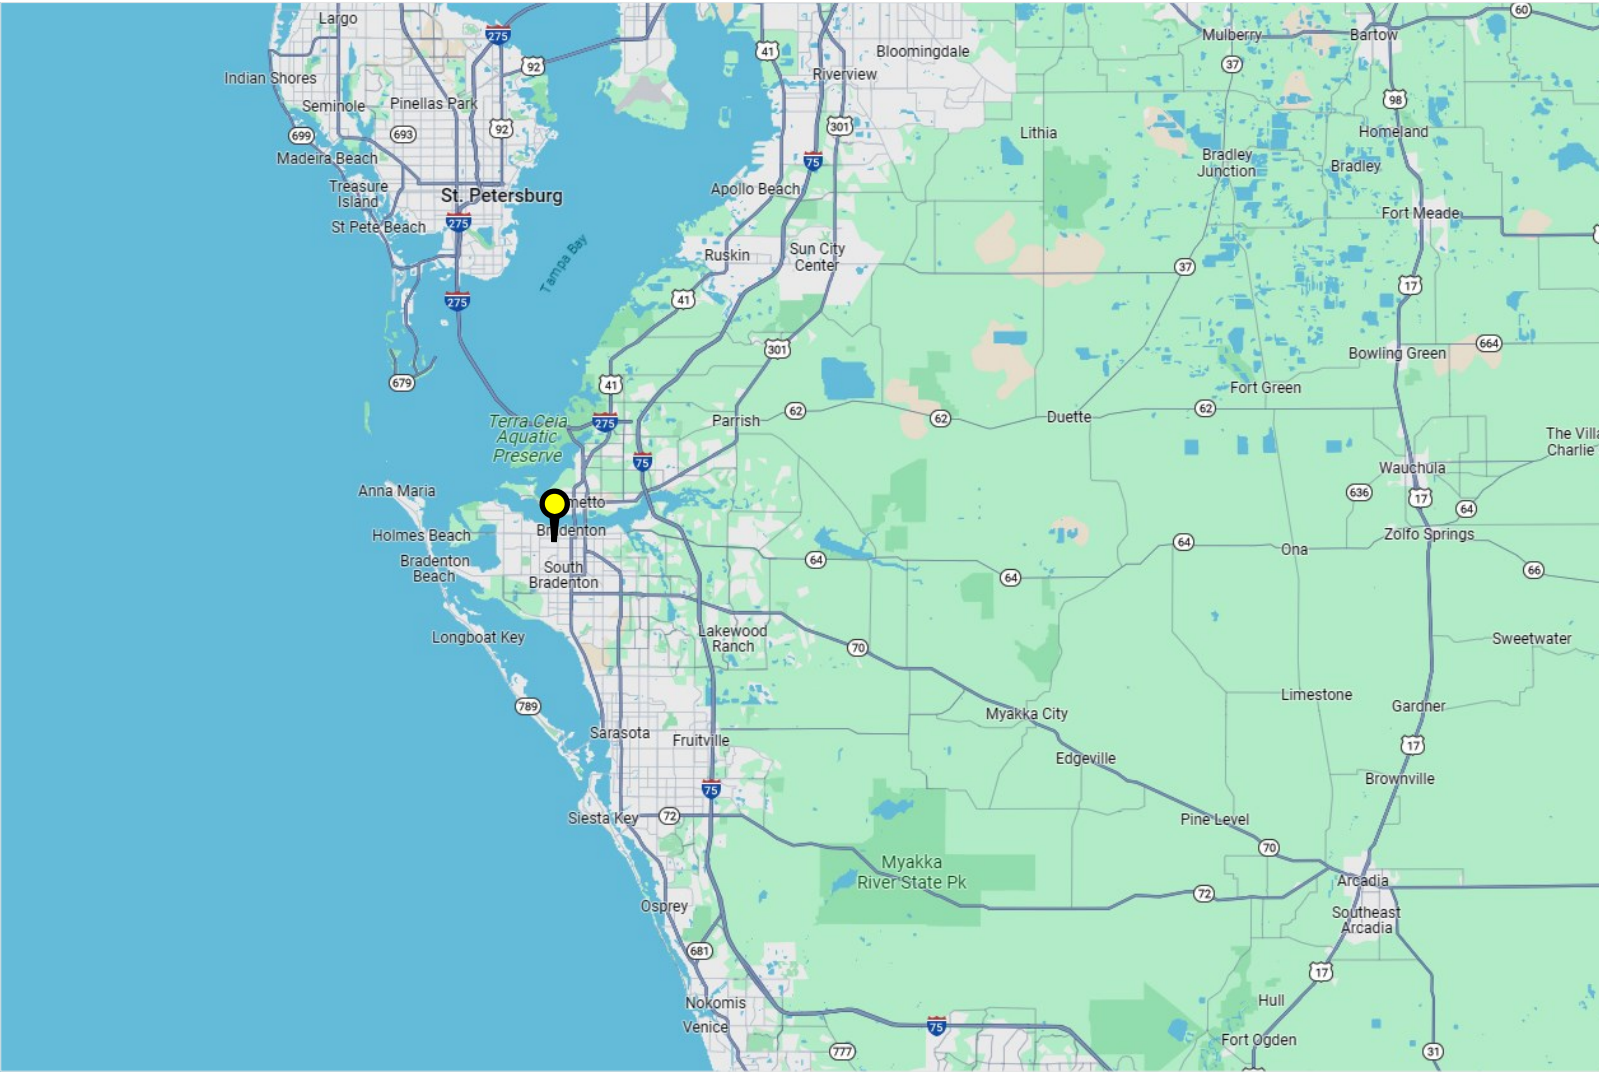 Largo
275
60
41
Bloomingdale
Mulberry
Bartow
92
37
Indian Shores
Riverview
Seminole
Pinellas Park
98
699
693
92
301
Lithia
Homeland
Madeira Beach
75
Bradley
Junction
Bradley
Treasure
Island
St. Petersburg
Apollo Beach
275
St Pete Beach
Fort Meade
Tampa Bay
Ruskin
Sun City
Center
37
275
41
17
301
664
Bowling Green
679
41
Fort Green
62
62
62
Terra Ceia
Aquatic
Preserve
275
Parrish
Duette
The Villa
Charlie
75
Wauchula
Anna Maria
metto
636
17
64
Holmes Beach
Bradenton
Zolfo Springs
64
Ona
Bradenton
Beach
South
Bradenton
64
64
66
Longboat Key
Lakewood
Ranch
70
Sweetwater
Limestone
789
Myakka City
Gardner
Sarasota
Fruitville
17
Edgeville
Brownville
75
Siesta Key
72
Pine Level
70
Myakka
River State Pk
Arcadia
72
Osprey
Southeast
Arcadia
681
17
Nokomis
Hull
Venice
75
Fort Ogden
777
31